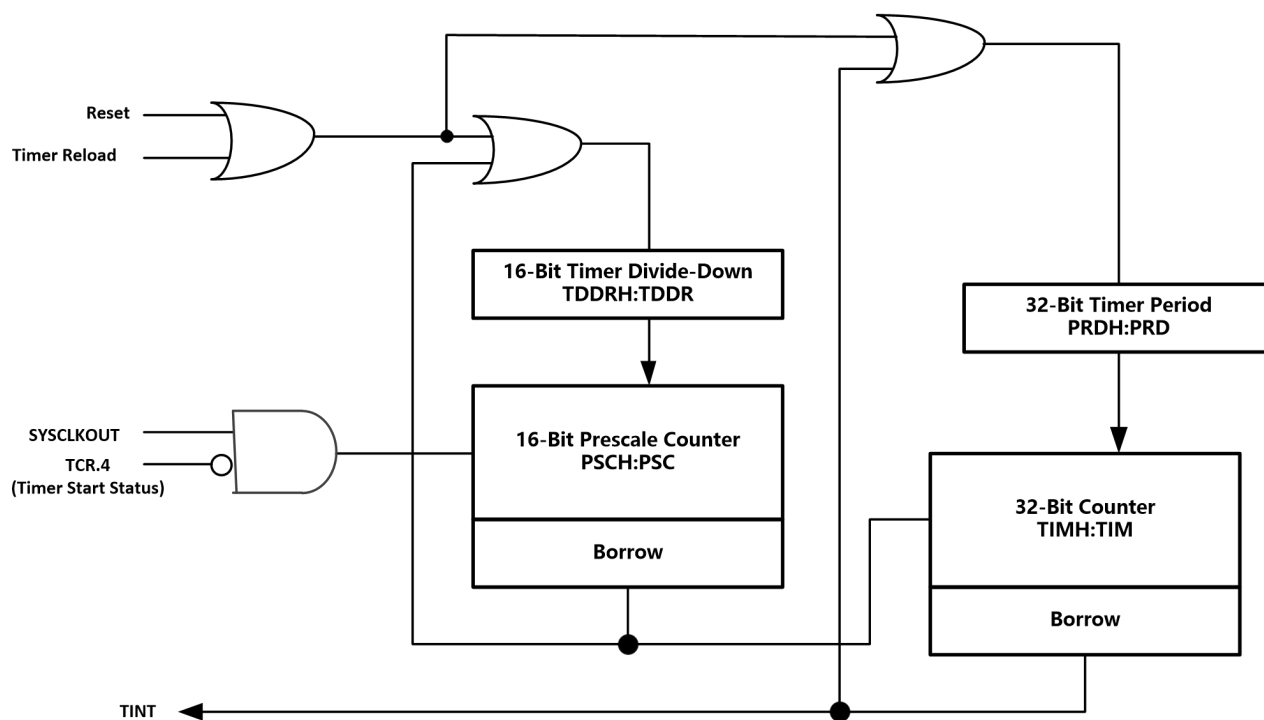 Reset
Timer Reload
16-Bit Timer Divide-Down
TDDRH:TDDR
32-Bit Timer Period
PRDH:PRD
SYSCLKOUT
TCR.4
(Timer Start Status)
16-Bit Prescale Counter
PSCH:PSC
Borrow
32-Bit Counter
TIMH:TIM
Borrow
TINT